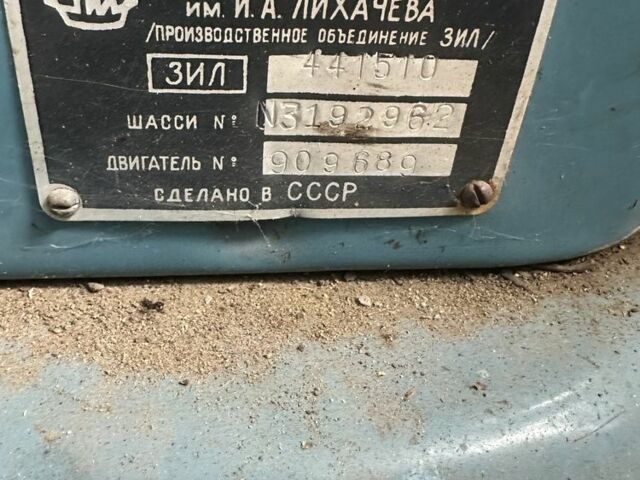 ИМ. И.А. ЛИХАЧЕВА
/ПРОИЗВОДСТВЕННОЕ ОБЪЕДИНЕНИЕ ЗИЛ/
ЗИЛ 441510
ШАССИ № N3192962
ДВИГАТЕЛЬ № 909689
СДЕЛАНО В СССР